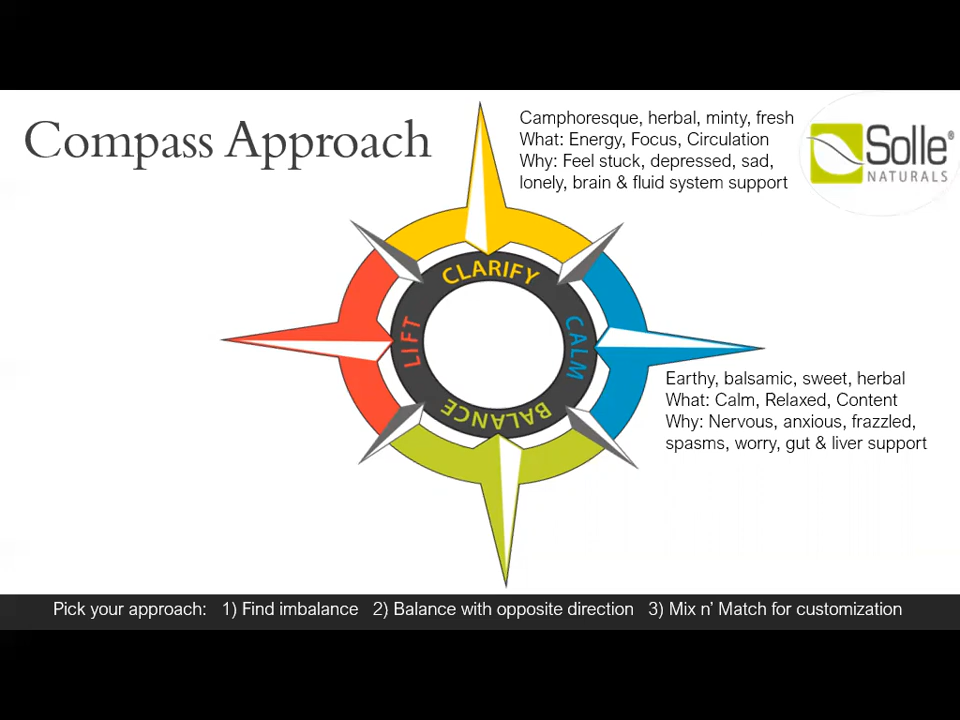 Compass Approach
Camphoresque, herbal, minty, fresh
What: Energy, Focus, Circulation
Why: Feel stuck, depressed, sad,
lonely, brain & fluid system support
Solle®
NATURALS
CLARIFY
LIFT
CALM
BALANCE
Earthy, balsamic, sweet, herbal
What: Calm, Relaxed, Content
Why: Nervous, anxious, frazzled,
spasms, worry, gut & liver support
Pick your approach: 1) Find imbalance 2) Balance with opposite direction 3) Mix n’ Match for customization